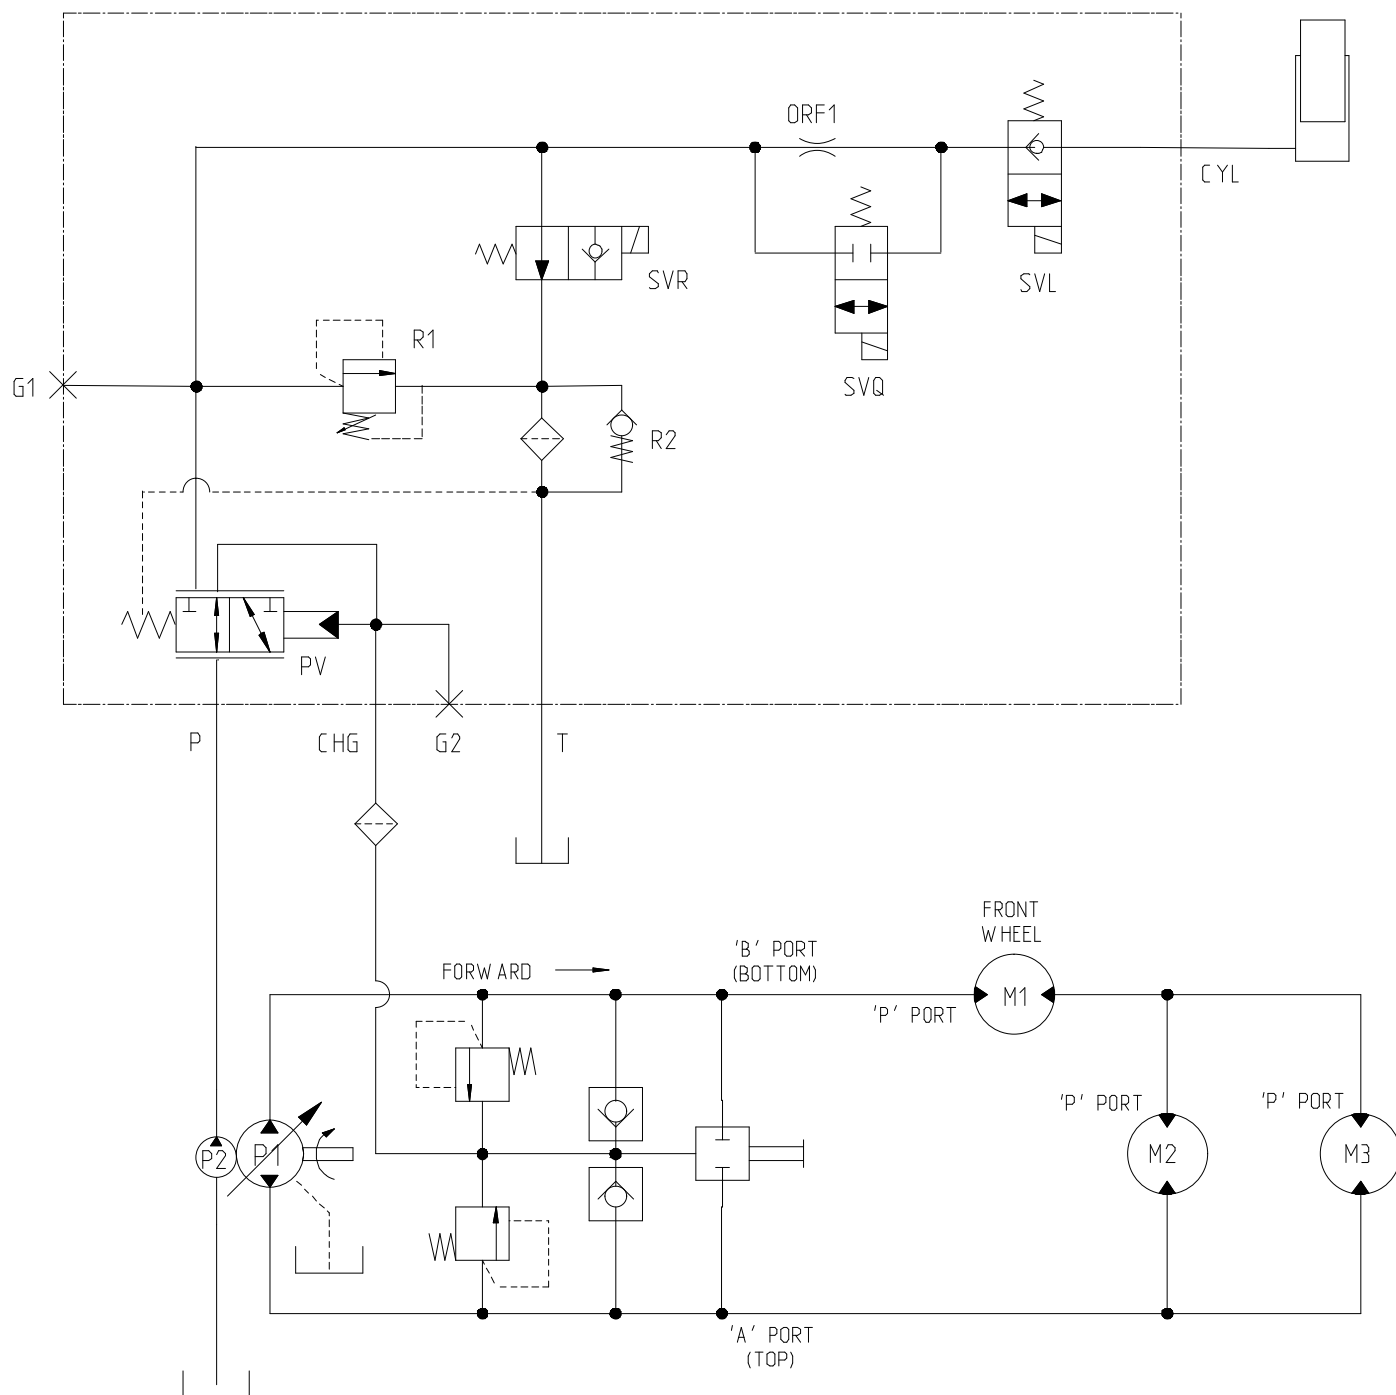 ORF1
CYL
SVR
SVL
R1
G1
SVQ
R2
PV
P
CHG
G2
T
FRONT
WHEEL
'B' PORT
(BOTTOM)
FORWARD
M1
'P' PORT
'P' PORT
'P' PORT
P2
P1
M2
M3
'A' PORT
(TOP)